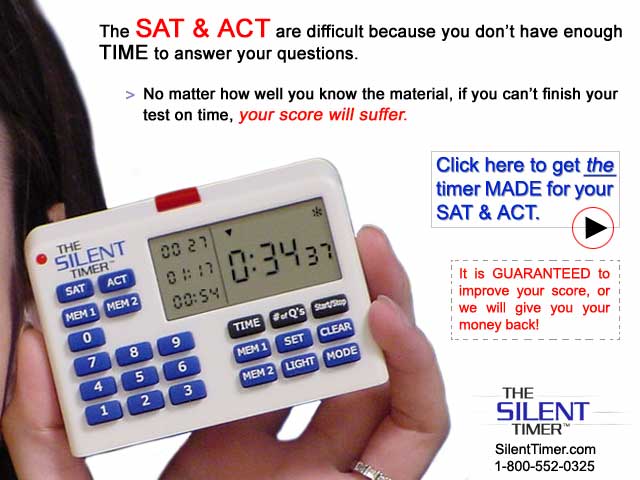 The SAT & ACT are difficult because you don't have enough
TIME to answer your questions.
> No matter how well you know the material, if you can't finish your
test on time, your score will suffer.
Click here to get the
timer MADE for your
SAT & ACT.
It is GUARANTEED to
improve your score, or
we will give you your
money back!
THE
SILENT
TIMER™
00 27
01:17
00:54
0:34 37
SAT ACT
MEM 1 MEM 2
0
7 8 9
4 5 6
1 2 3
TIME # of Q's Start/Stop
MEM 1 SET CLEAR
MEM 2 LIGHT MODE
THE
SILENT
TIMER™
SilentTimer.com
1-800-552-0325